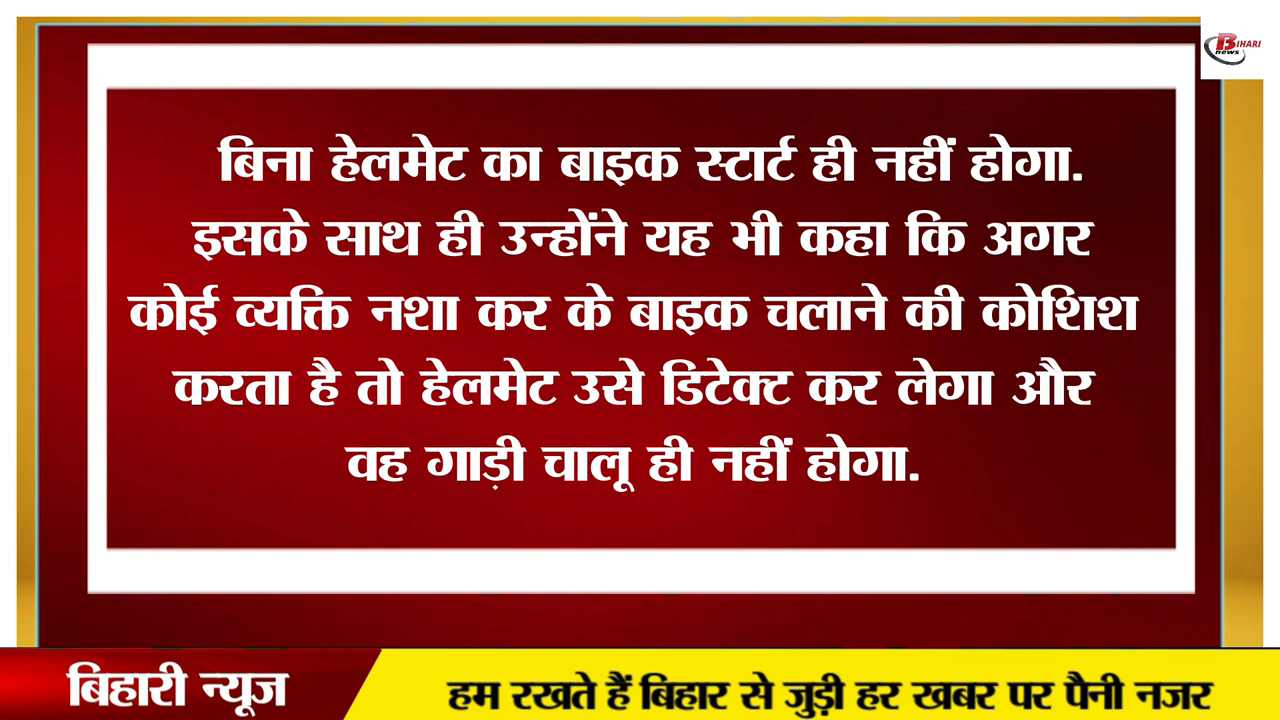 BIHARI
news
बिना हेलमेट का बाइक स्टार्ट ही नहीं होगा.
इसके साथ ही उन्होंने यह भी कहा कि अगर
कोई व्यक्ति नशा कर के बाइक चलाने की कोशिश
करता है तो हेलमेट उसे डिटेक्ट कर लेगा और
वह गाड़ी चालू ही नहीं होगा.
बिहारी न्यूज
हम रखते हैं बिहार से जुड़ी हर खबर पर पैनी नजर